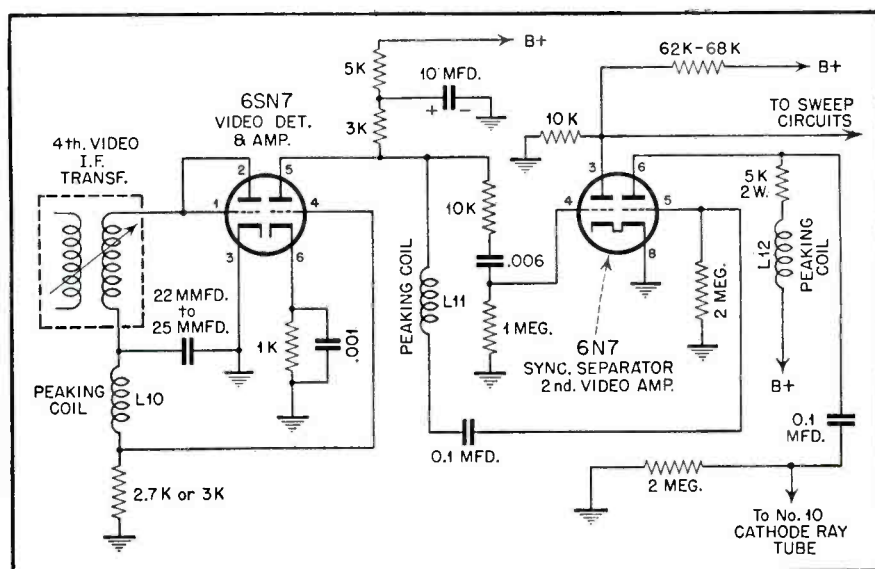 B+
5K
10 MFD.
+ -
3K
62K-68K
B+
TO SWEEP
CIRCUITS
10K
6SN7
VIDEO DET.
& AMP.
4th. VIDEO
I.F.
TRANSF.
2
5
1
4
3
6
3
6
4
5
8
10K
.006
5K
2W.
L12
PEAKING
COIL
B+
22 MMFD.
to
25 MMFD.
1K
.001
PEAKING COIL
L11
1 MEG.
6N7
SYNC. SEPARATOR
2nd. VIDEO AMP.
2 MEG.
PEAKING
COIL
L10
2.7K or 3K
0.1 MFD.
0.1
MFD.
2 MEG.
To No. 10
CATHODE RAY
TUBE